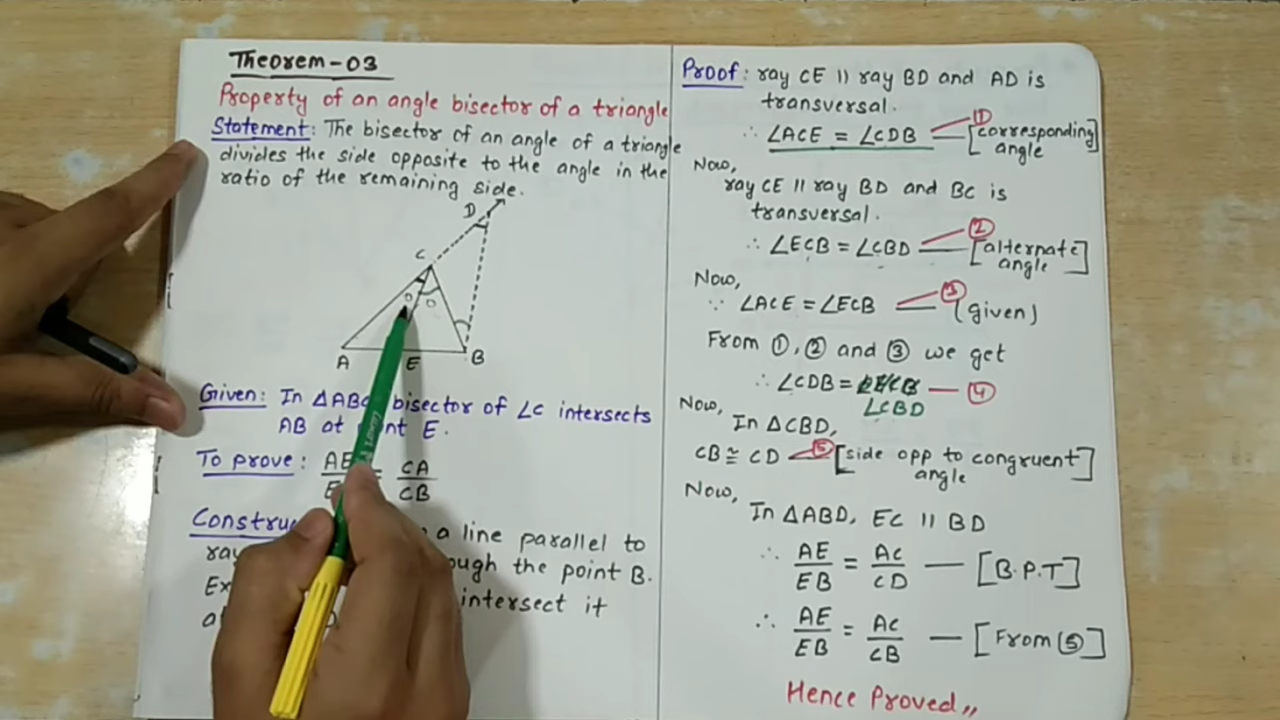 Theorem-03
Property of an angle bisector of a triangle
Statement: The bisector of an angle of a triangle
divides the side opposite to the angle in the
ratio of the remaining side.
D
C
A E B
Given: In △ABC bisector of ∠C intersects
AB at E.
To prove: AE/E = CA/CB
a line parallel to
ray the point B.
intersect it
Proof: ray CE || ray BD and AD is
transversal.
∴ ∠ACE = ∠CDB — ① [corresponding
angle]
Now,
ray CE || ray BD and BC is
transversal.
∴ ∠ECB = ∠CBD — ② [alternate
angle]
Now,
∵ ∠ACE = ∠ECB — ③ (given)
From ①, ② and ③ we get
∴ ∠CDB = — ④
∠CBD
Now,
In △CBD,
CB ≅ CD — ⑤ [side opp to congruent
angle]
Now,
In △ABD, EC || BD
∴ AE/EB = AC/CD — [B.P.T]
∴ AE/EB = AC/CB — [From ⑤]
Hence Proved,,